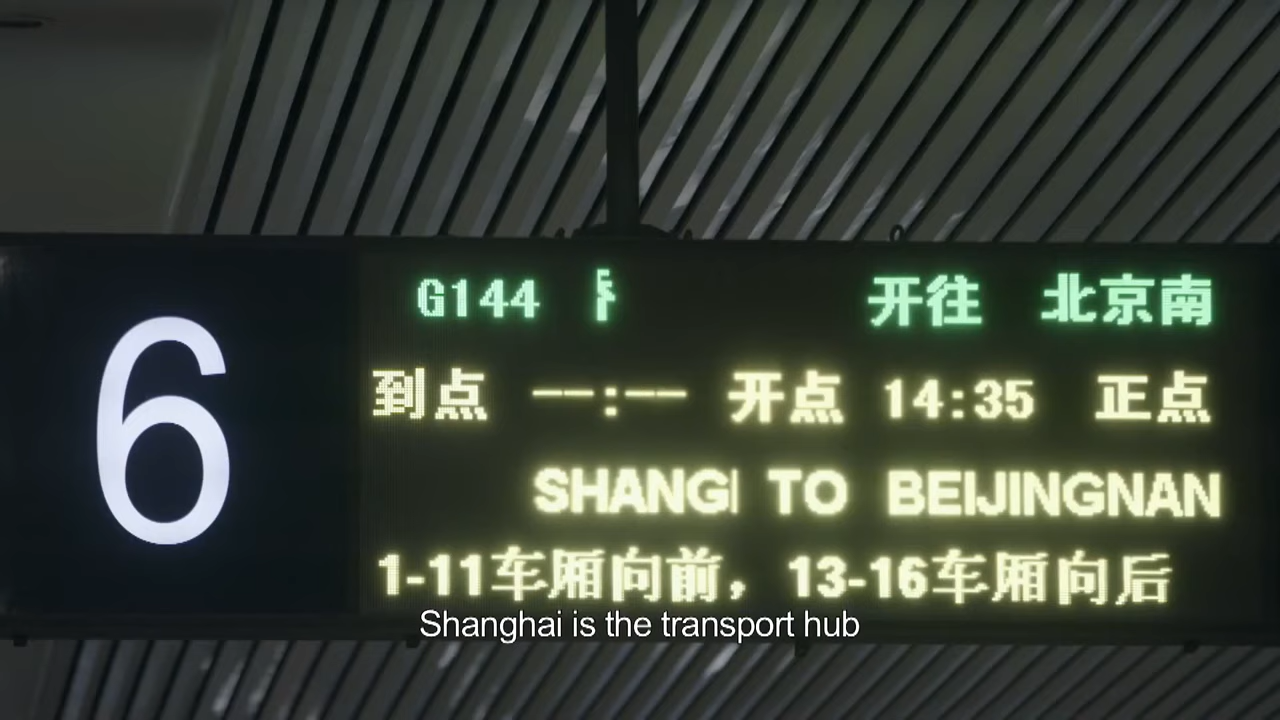 6
G144 开往 北京南
到点 --:-- 开点 14:35 正点
SHANG TO BEIJINGNAN
1-11车厢向前，13-16车厢向后
Shanghai is the transport hub